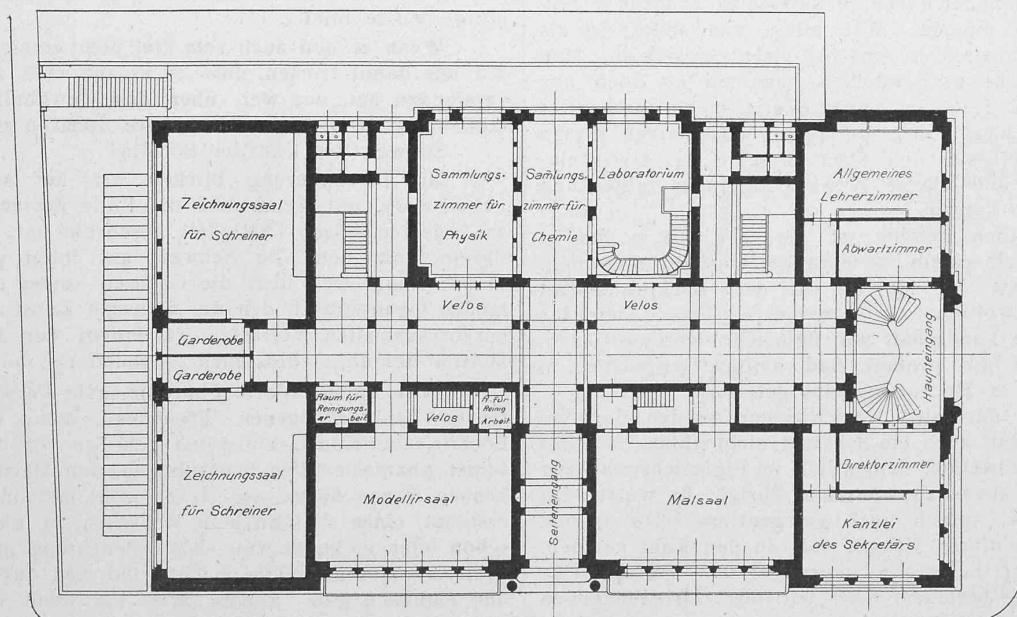 Zeichnungssaal
für Schreiner
Sammlungs-
zimmer für
Physik
Samlungs-
zimmer für
Chemie
Laboratorium
Allgemeines
Lehrerzimmer
Abwartzimmer
Velos
Velos
Garderobe
Garderobe
Haupteingang
Raum für
Reinigungs-
arbeit
Velos
R. für
Reinig
Arbeit
Zeichnungssaal
für Schreiner
Modellirsaal
Seiteneingang
Malsaal
Direktorzimmer
Kanzlei
des Sekretärs